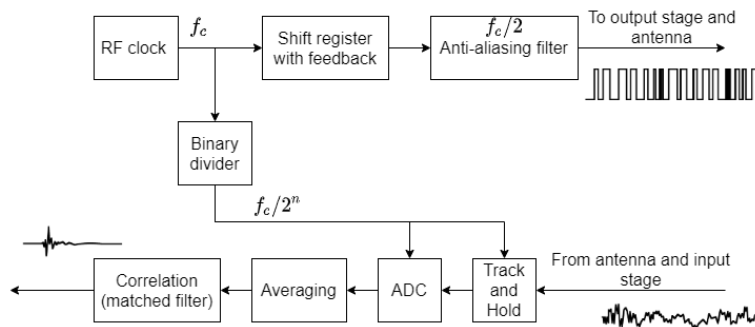 RF clock
f_c
Shift register
with feedback
f_c/2
Anti-aliasing filter
To output stage and
antenna
Binary
divider
f_c/2^n
Correlation
(matched filter)
Averaging
ADC
Track
and
Hold
From antenna and input
stage